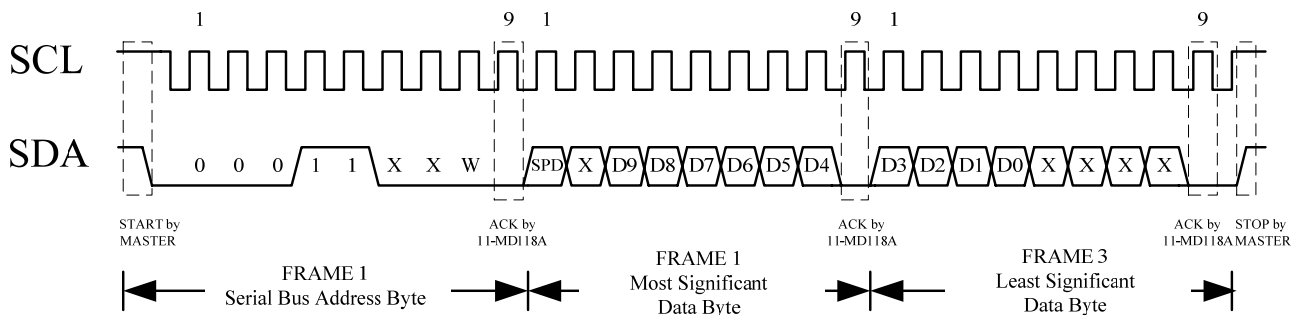 1 9 1 9 1 9
SCL
SDA
0 0 0 1 1 X X W SPD X D9 D8 D7 D6 D5 D4 D3 D2 D1 D0 X X X X
START by
MASTER
ACK by
11-MD118A
ACK by
11-MD118A
ACK by
11-MD118A
STOP by
MASTER
FRAME 1
Serial Bus Address Byte
FRAME 1
Most Significant
Data Byte
FRAME 3
Least Significant
Data Byte